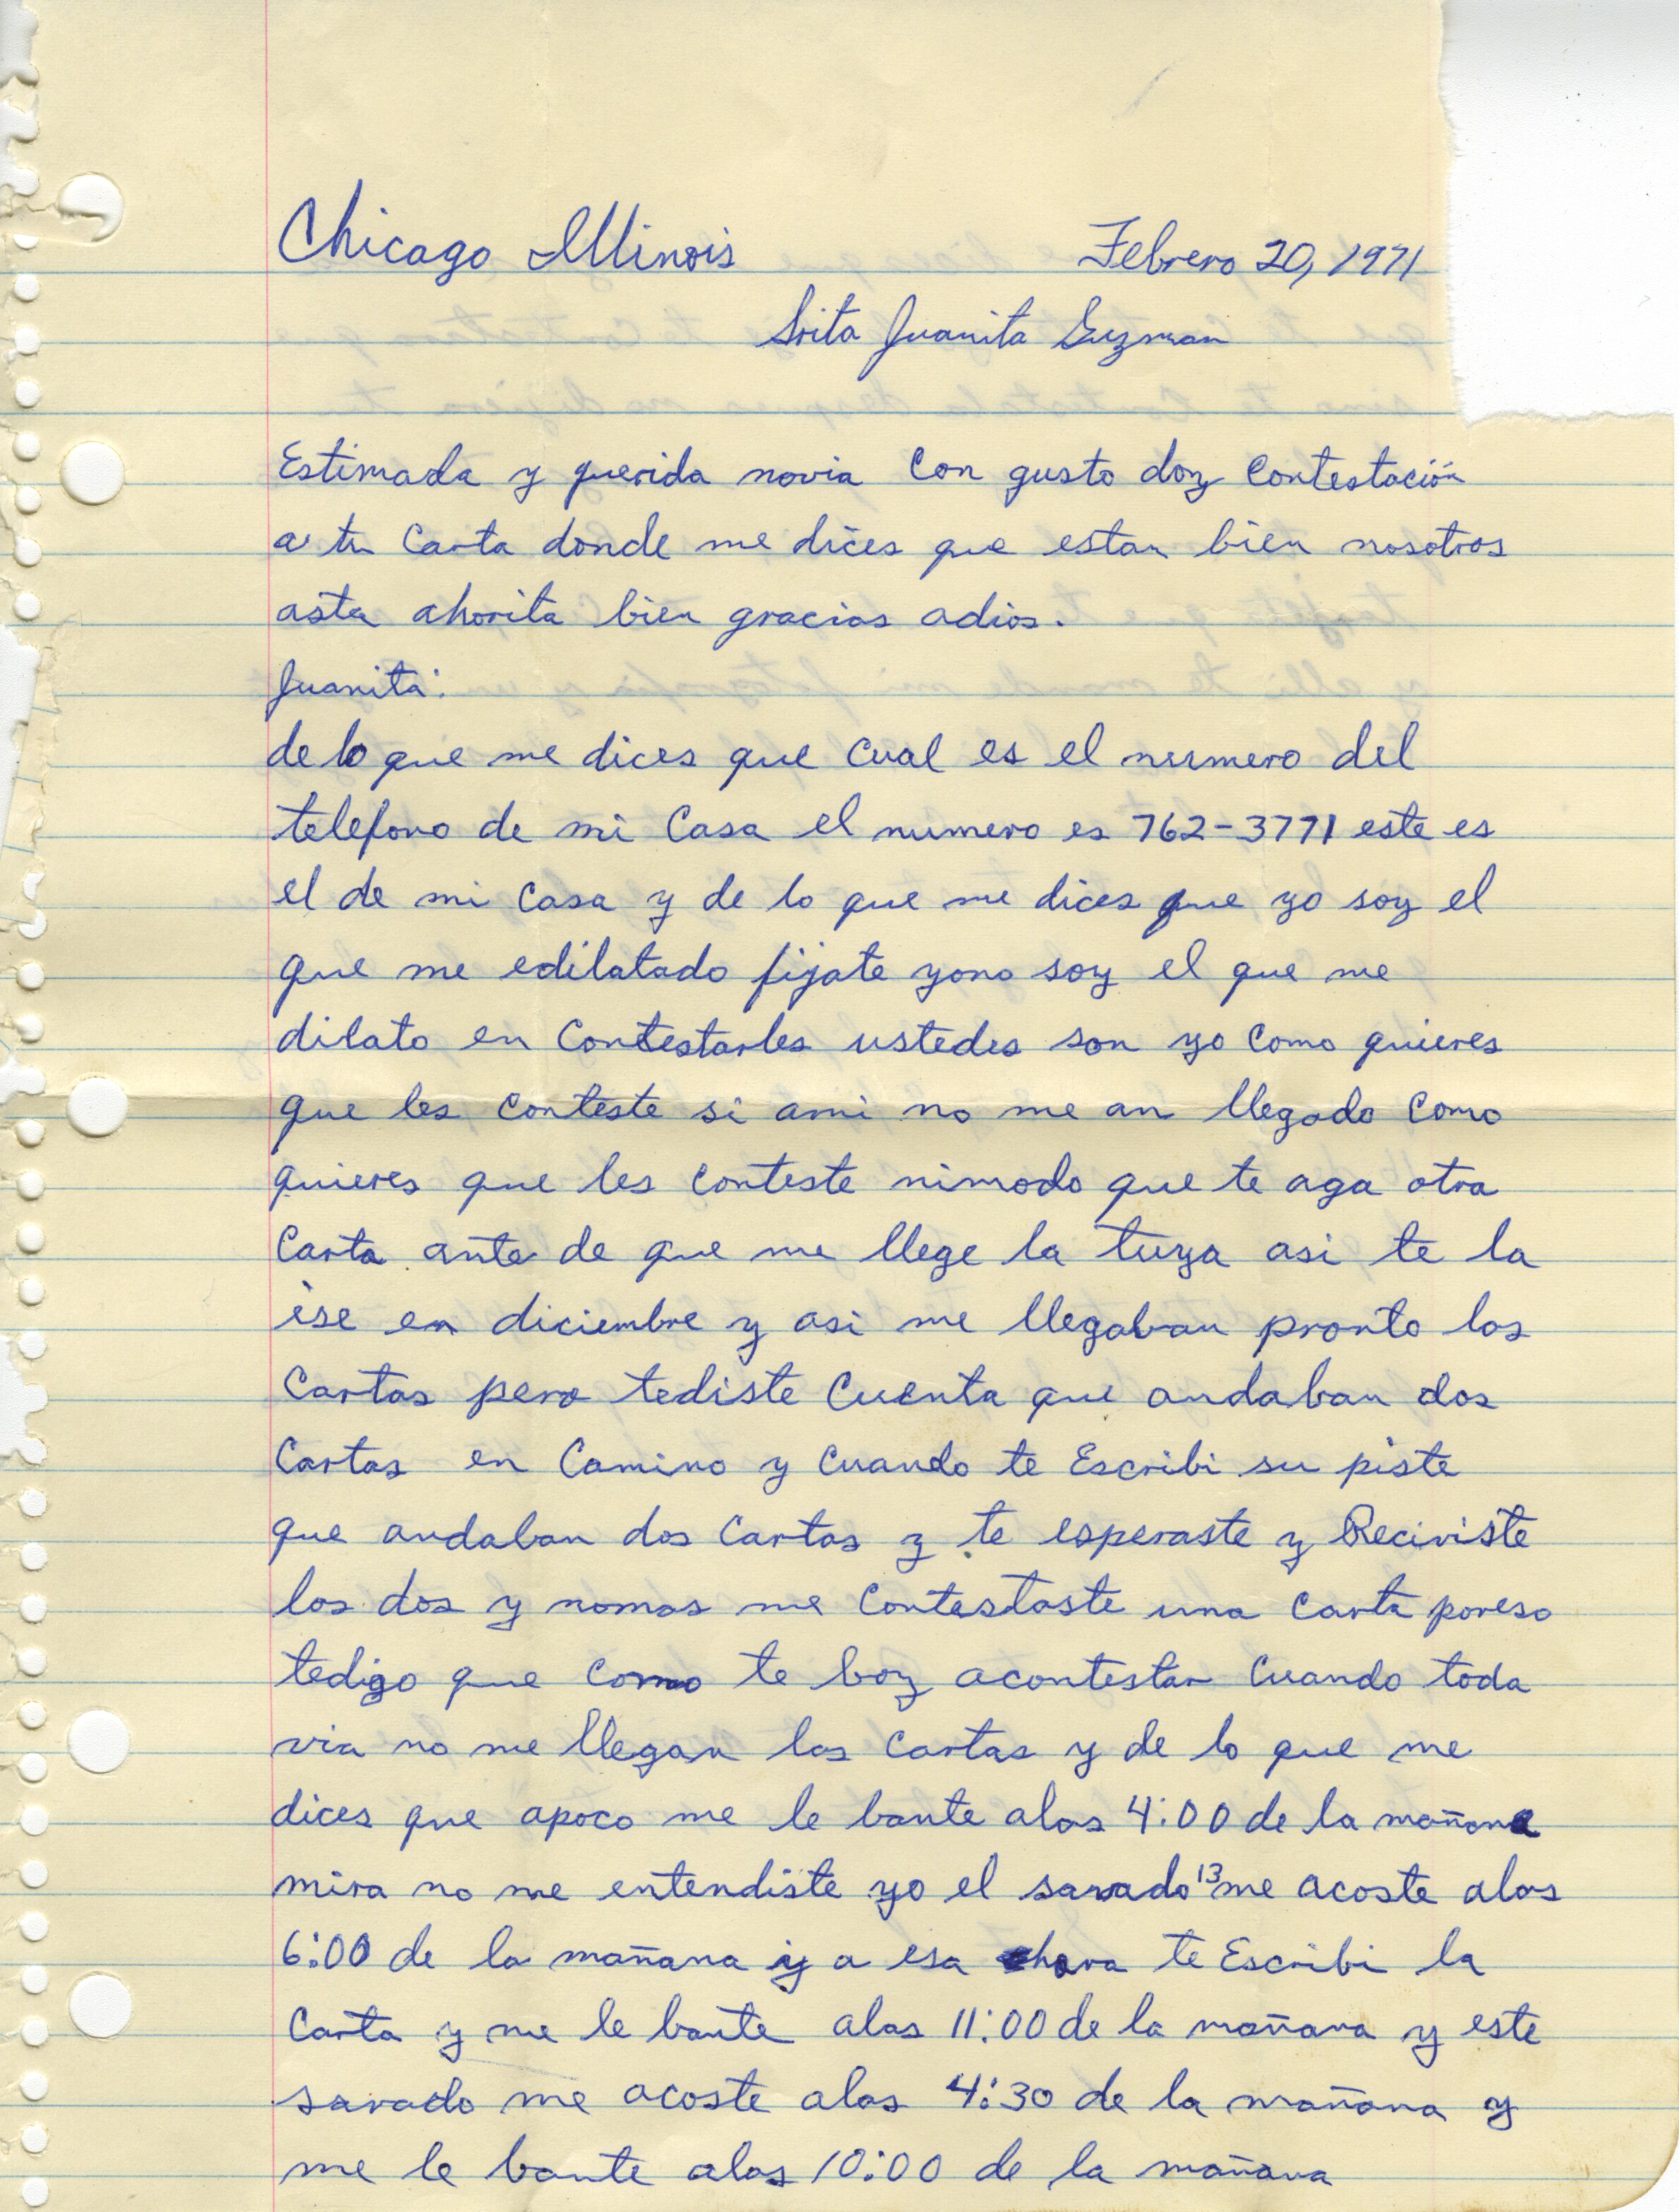 Chicago Illinois Febrero 20, 1971
Srita Juanita Guzman
Estimada y querida novia con gusto doy contestación
a tu carta donde me dices que estan bien nosotros
asta ahorita bien gracias adios.
Juanita:
de lo que me dices que cual es el numero del
telefono de mi casa el numero es 762-3771 este es
el de mi casa y de lo que me dices que yo soy el
que me edilatado fijate yono soy el que me
dilato en contestarles ustedes son yo como quieres
que les conteste si ami no me an llegado como
quieres que les conteste nimodo que te aga otra
carta ante de que me llege la tuya asi te la
ise en diciembre y asi me llegaban pronto las
cartas pero tediste cuenta que andaban dos
cartas en camino y cuando te Escribi su piste
que andaban dos cartas y te esperaste y Reciviste
las dos y nomas me contestaste una carta poreso
tedigo que como te boy acontestar cuando toda
via no me llegan las cartas y de lo que me
dices que apoco me le bante alas 4:00 de la mañana
mira no me entendiste yo el savado 13 me acoste alas
6:00 de la mañana y a esa hora te Escribi la
carta y me le bante alas 11:00 de la mañana y este
savado me acoste alas 4:30 de la mañana y
me le bante alas 10:00 de la mañana